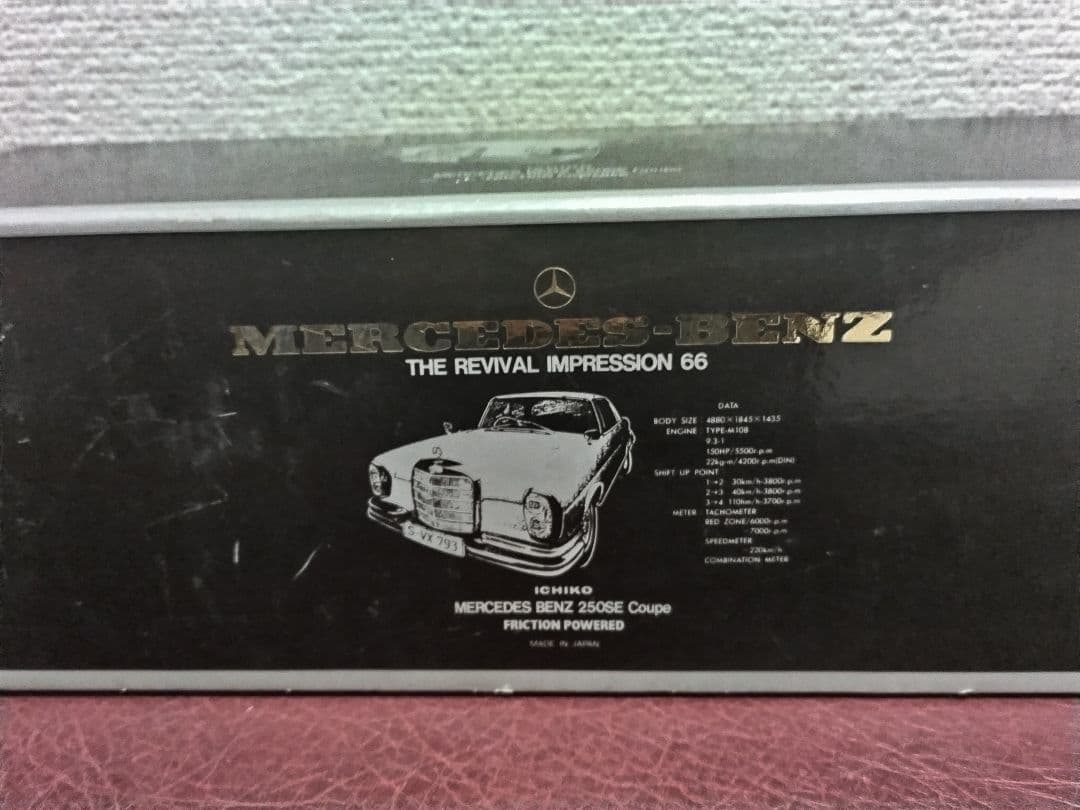 MERCEDES-BENZ
THE REVIVAL IMPRESSION 66
DATA
BODY SIZE 4880×1845×1435
ENGINE TYPE-M108
9.3-1
150HP/5500r.p.m
22kg-m/4200r.p.m(DIN)
SHIFT UP POINT
1→2 30km/h-3800r.p.m
2→3 40km/h-3800r.p.m
3→4 110km/h-3700r.p.m
METER TACHOMETER
RED ZONE/6000r.p.m
7000r.p.m
SPEEDMETER
220km/h
COMBINATION METER
S-VX 793
ICHIKO
MERCEDES BENZ 250SE Coupe
FRICTION POWERED
MADE IN JAPAN